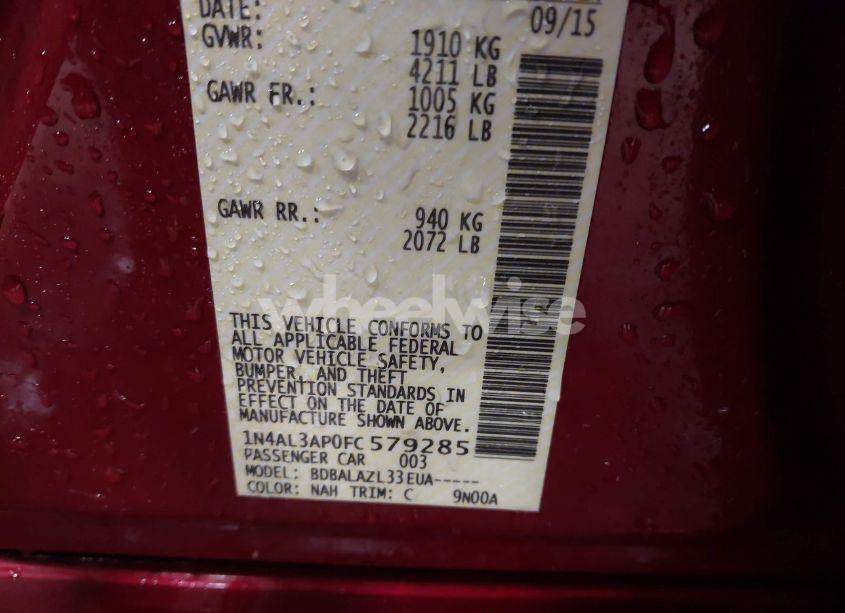 DATE: 09/15
GVWR: 1910 KG
4211 LB
GAWR FR.: 1005 KG
2216 LB
GAWR RR.: 940 KG
2072 LB
wheelwise
THIS VEHICLE CONFORMS TO
ALL APPLICABLE FEDERAL
MOTOR VEHICLE SAFETY,
BUMPER, AND THEFT
PREVENTION STANDARDS IN
EFFECT ON THE DATE OF
MANUFACTURE SHOWN ABOVE.
1N4AL3AP0FC579285
PASSENGER CAR 003
MODEL: BDBALAZL33EUA-----
COLOR: NAH TRIM: C 9N00A